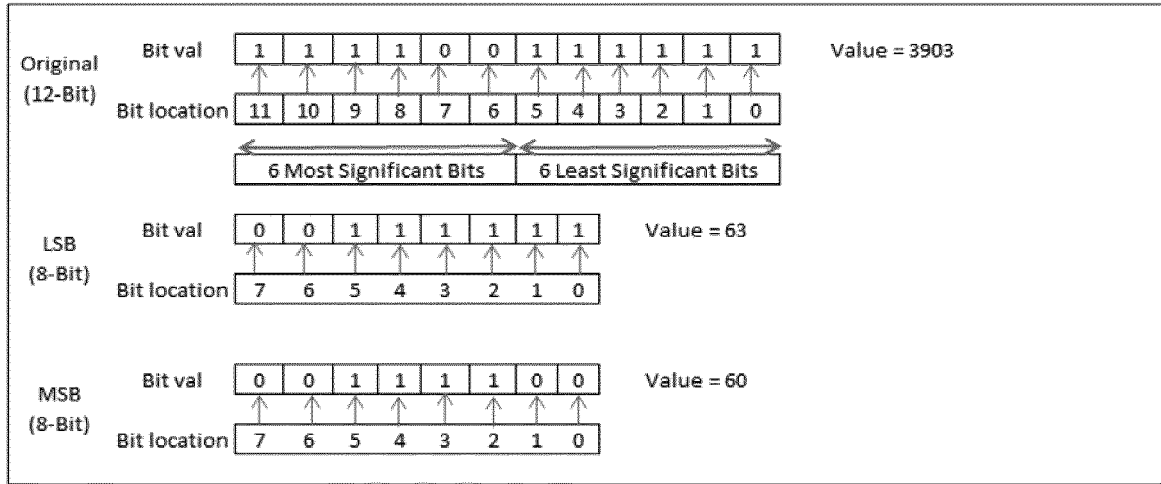 Original (12-Bit)
Bit val 1 1 1 1 0 0 1 1 1 1 1 1 Value = 3903
Bit location 11 10 9 8 7 6 5 4 3 2 1 0
6 Most Significant Bits 6 Least Significant Bits
LSB (8-Bit)
Bit val 0 0 1 1 1 1 1 1 Value = 63
Bit location 7 6 5 4 3 2 1 0
MSB (8-Bit)
Bit val 0 0 1 1 1 1 0 0 Value = 60
Bit location 7 6 5 4 3 2 1 0